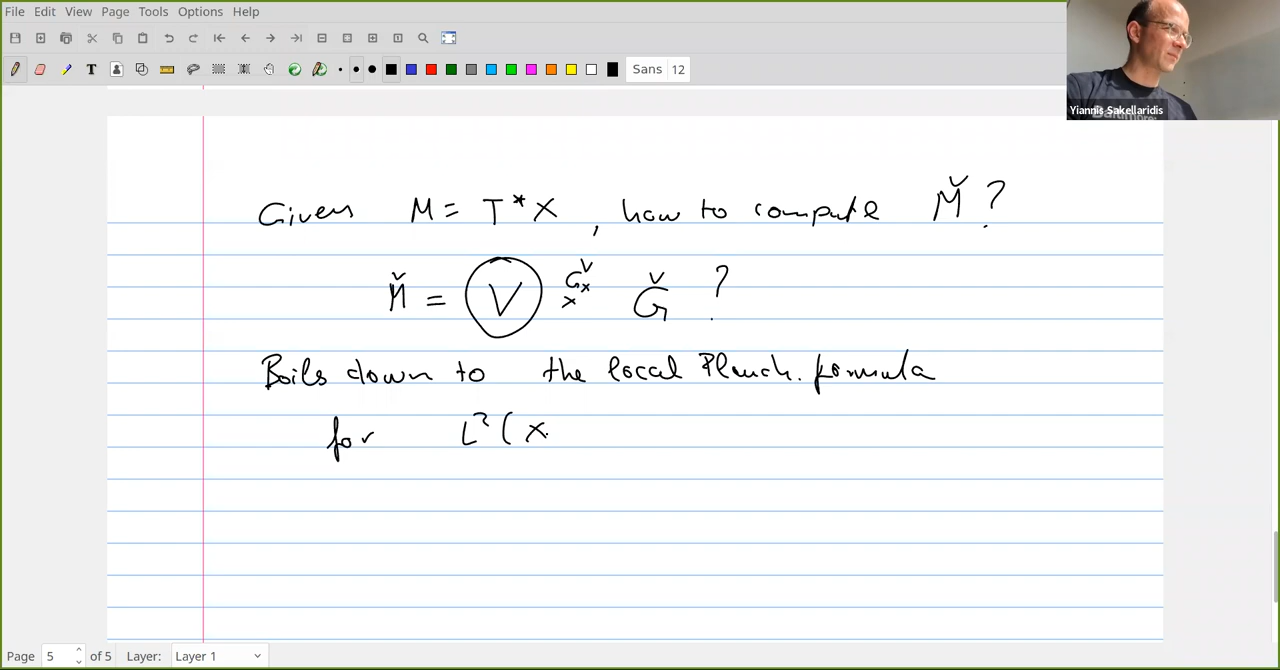 File Edit View Page Tools Options Help
Sans 12
Yiannis Sakellaridis
Given M = T*X, how to compute M̌?
M̌ = V ×^{Ǧ_X} Ǧ ?
Boils down to the local Planch. formula
for L²(X
Page 5 of 5 Layer: Layer 1